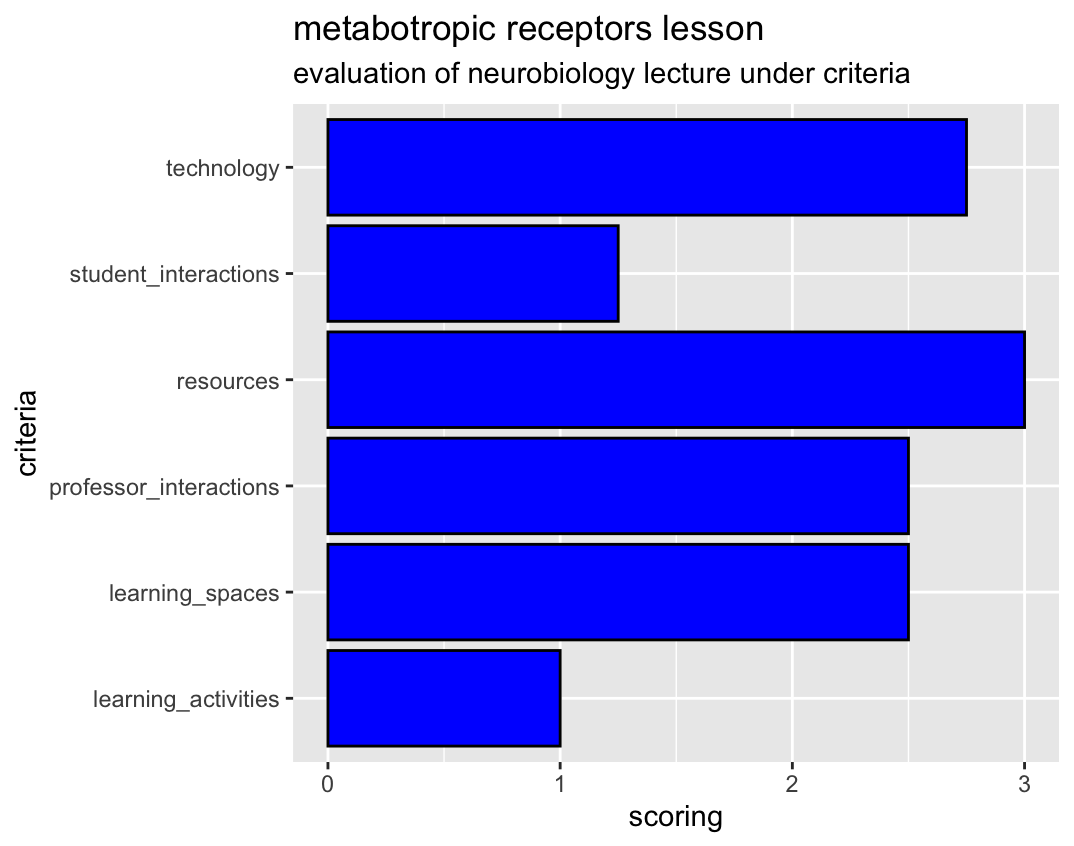 metabotropic receptors lesson
evaluation of neurobiology lecture under criteria
technology
student_interactions
resources
professor_interactions
learning_spaces
learning_activities
criteria
0 1 2 3
scoring